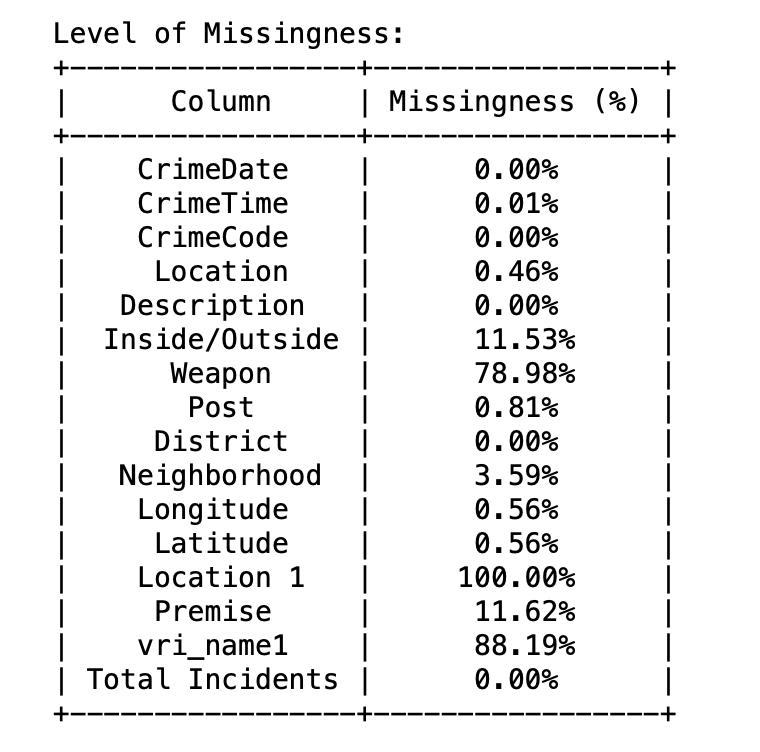 Level of Missingness:
+------------------+------------------+
|      Column      | Missingness (%) |
+------------------+------------------+
|    CrimeDate    |      0.00%      |
|    CrimeTime    |      0.01%      |
|    CrimeCode    |      0.00%      |
|     Location    |      0.46%      |
|   Description   |      0.00%      |
|  Inside/Outside |      11.53%     |
|      Weapon     |      78.98%     |
|       Post      |      0.81%      |
|     District    |      0.00%      |
|   Neighborhood  |      3.59%      |
|    Longitude    |      0.56%      |
|     Latitude    |      0.56%      |
|    Location 1   |     100.00%     |
|     Premise     |      11.62%     |
|    vri_name1    |      88.19%     |
| Total Incidents |      0.00%      |
+------------------+------------------+